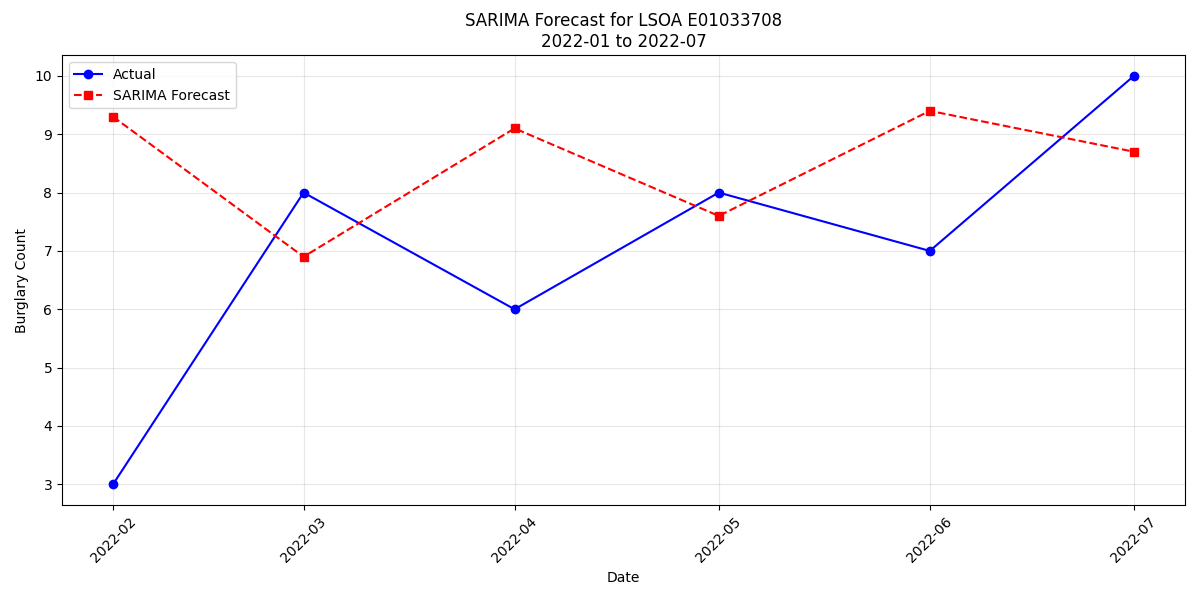 SARIMA Forecast for LSOA E01033708
2022-01 to 2022-07
Actual
SARIMA Forecast
Burglary Count
10
9
8
7
6
5
4
3
2022-02
2022-03
2022-04
2022-05
2022-06
2022-07
Date